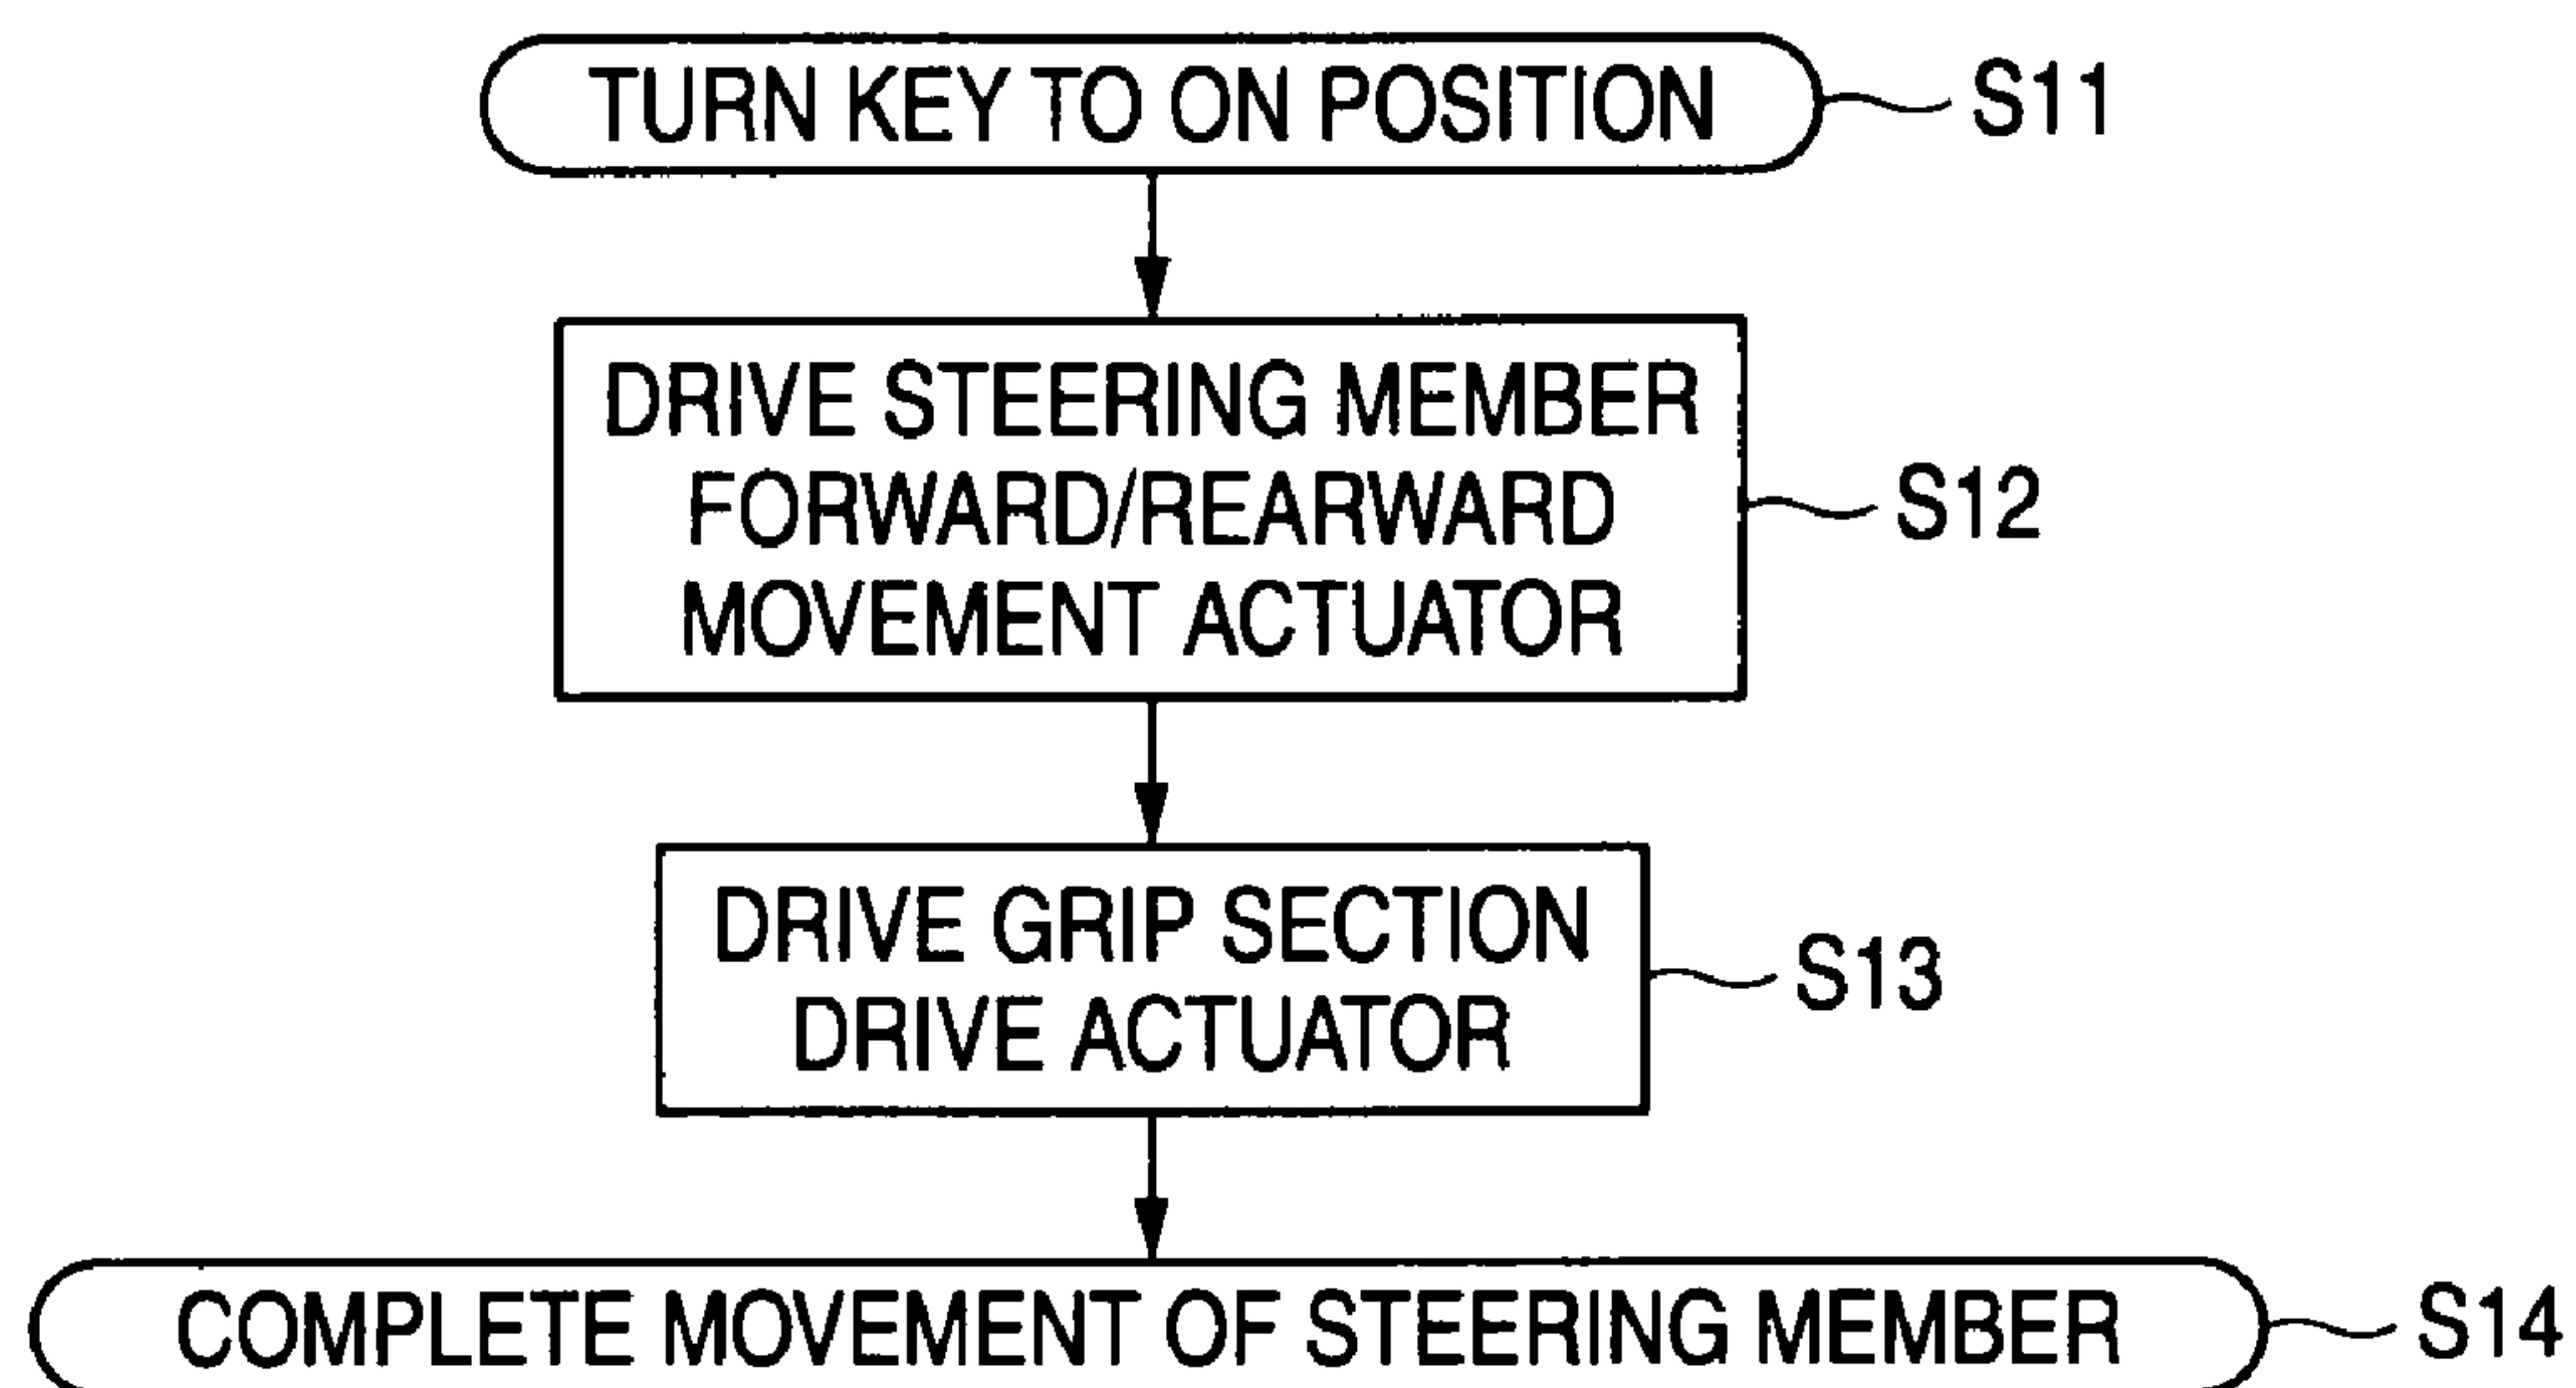 TURN KEY TO ON POSITION
S11
DRIVE STEERING MEMBER
FORWARD/REARWARD
MOVEMENT ACTUATOR
S12
DRIVE GRIP SECTION
DRIVE ACTUATOR
S13
COMPLETE MOVEMENT OF STEERING MEMBER
S14